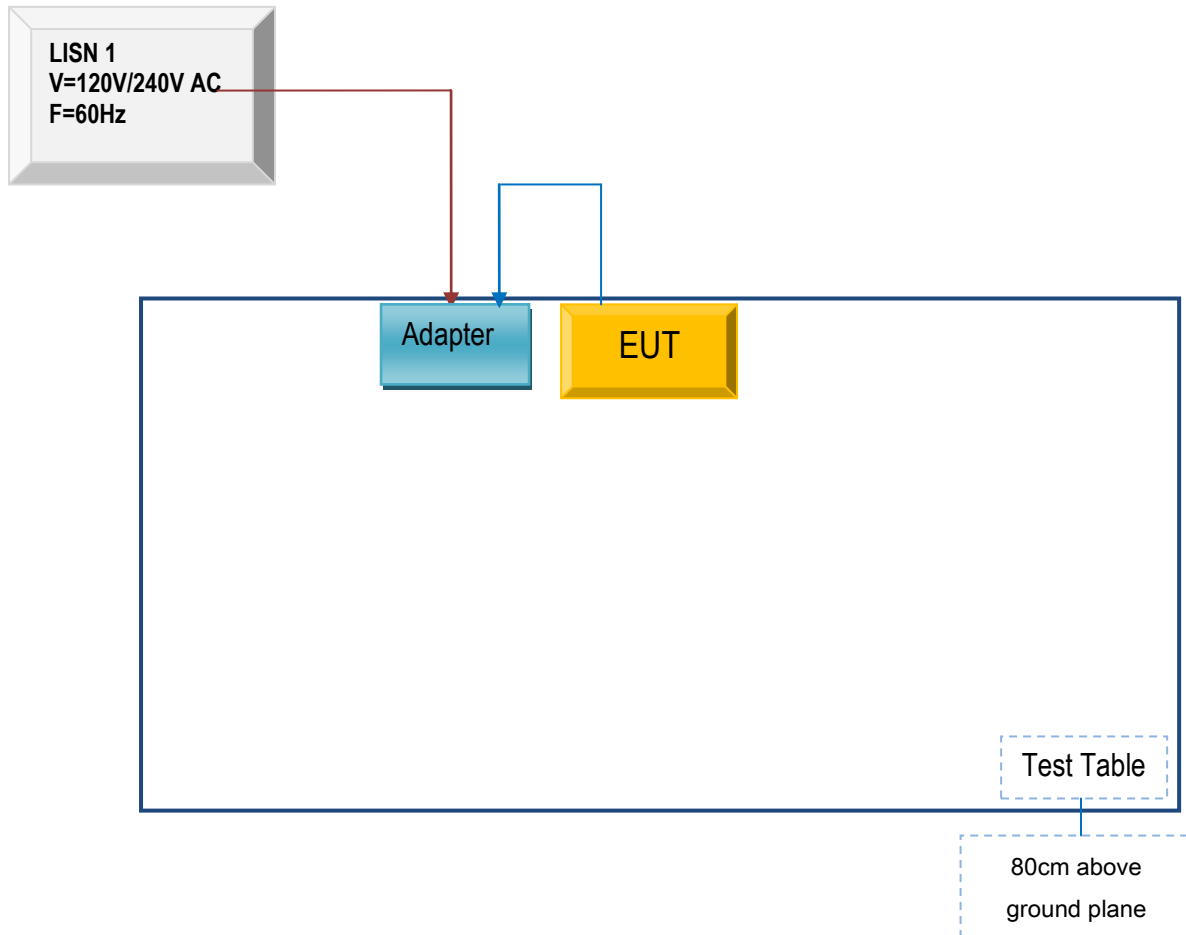 LISN 1
V=120V/240V AC
F=60Hz
Adapter
EUT
Test Table
80cm above
ground plane